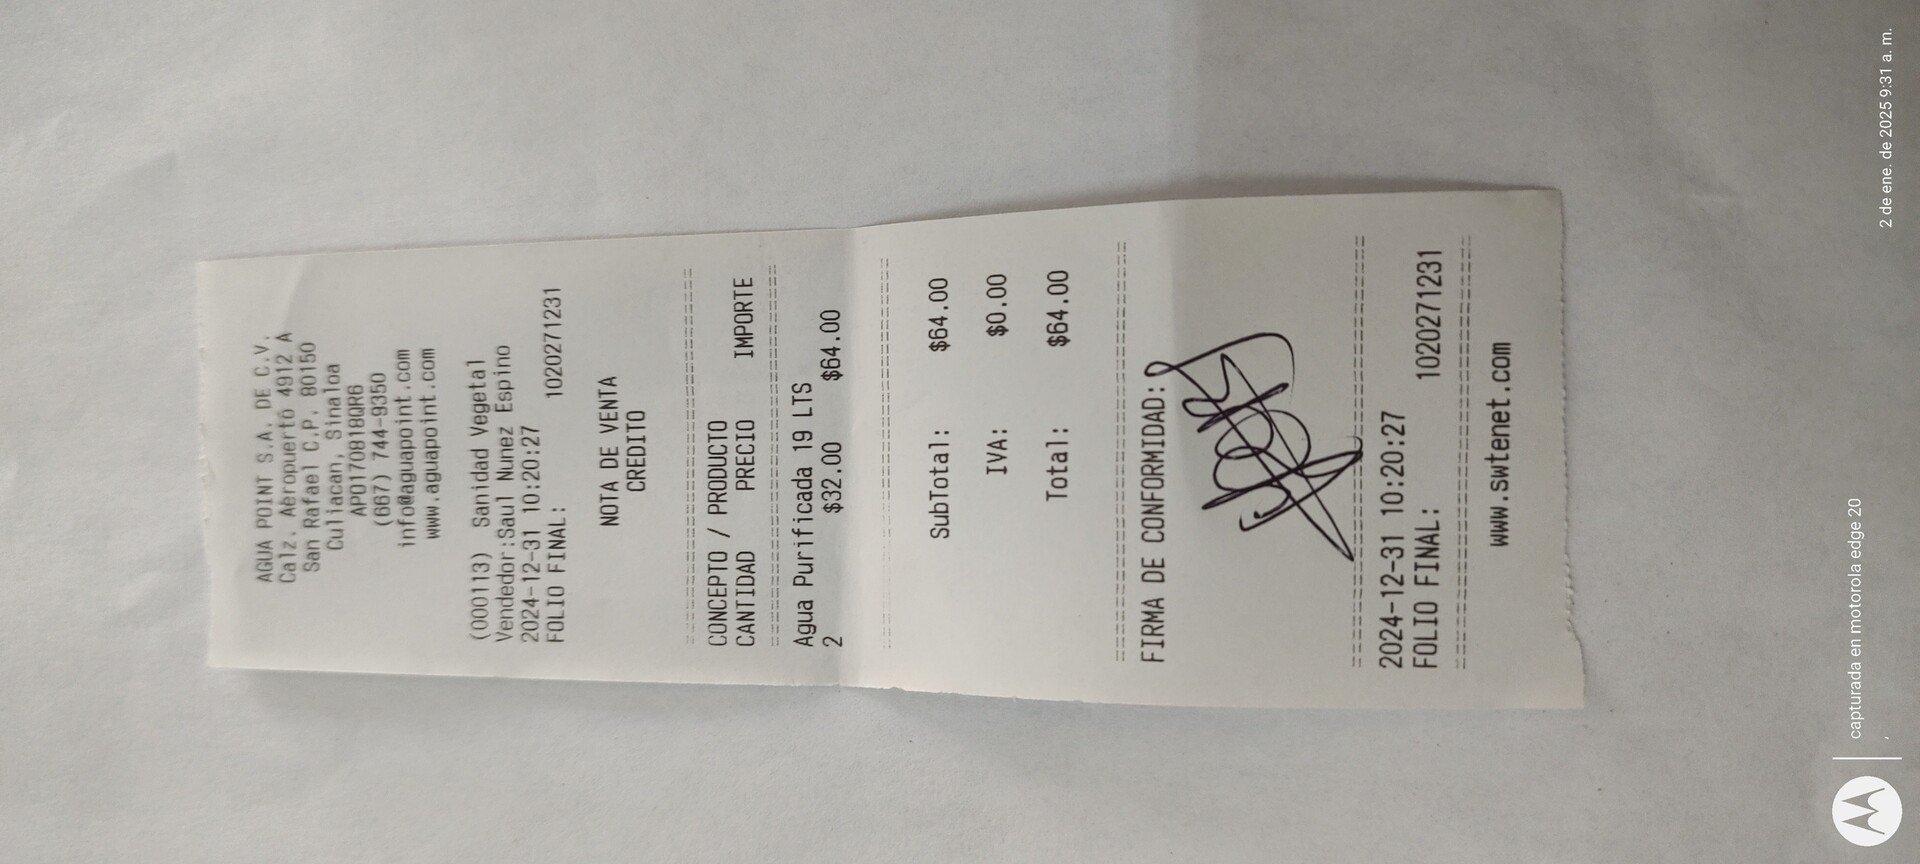 AGUA POINT S.A. DE C.V.
Calz. Aeropuerto 4912 A
San Rafael C.P. 80150
Culiacan, Sinaloa
APO170818QR6
(667) 744-9350
info@aguapoint.com
www.aguapoint.com
(000113) Sanidad Vegetal
Vendedor:Saul Nunez Espino
2024-12-31 10:20:27
FOLIO FINAL: 1020271231
NOTA DE VENTA
CREDITO
CONCEPTO / PRODUCTO
CANTIDAD PRECIO IMPORTE
Agua Purificada 19 LTS
2 $32.00 $64.00
SubTotal: $64.00
IVA: $0.00
Total: $64.00
FIRMA DE CONFORMIDAD:
2024-12-31 10:20:27
FOLIO FINAL: 1020271231
www.swtenet.com
capturada en motorola edge 20
,
2 de ene. de 2025 9:31 a. m.